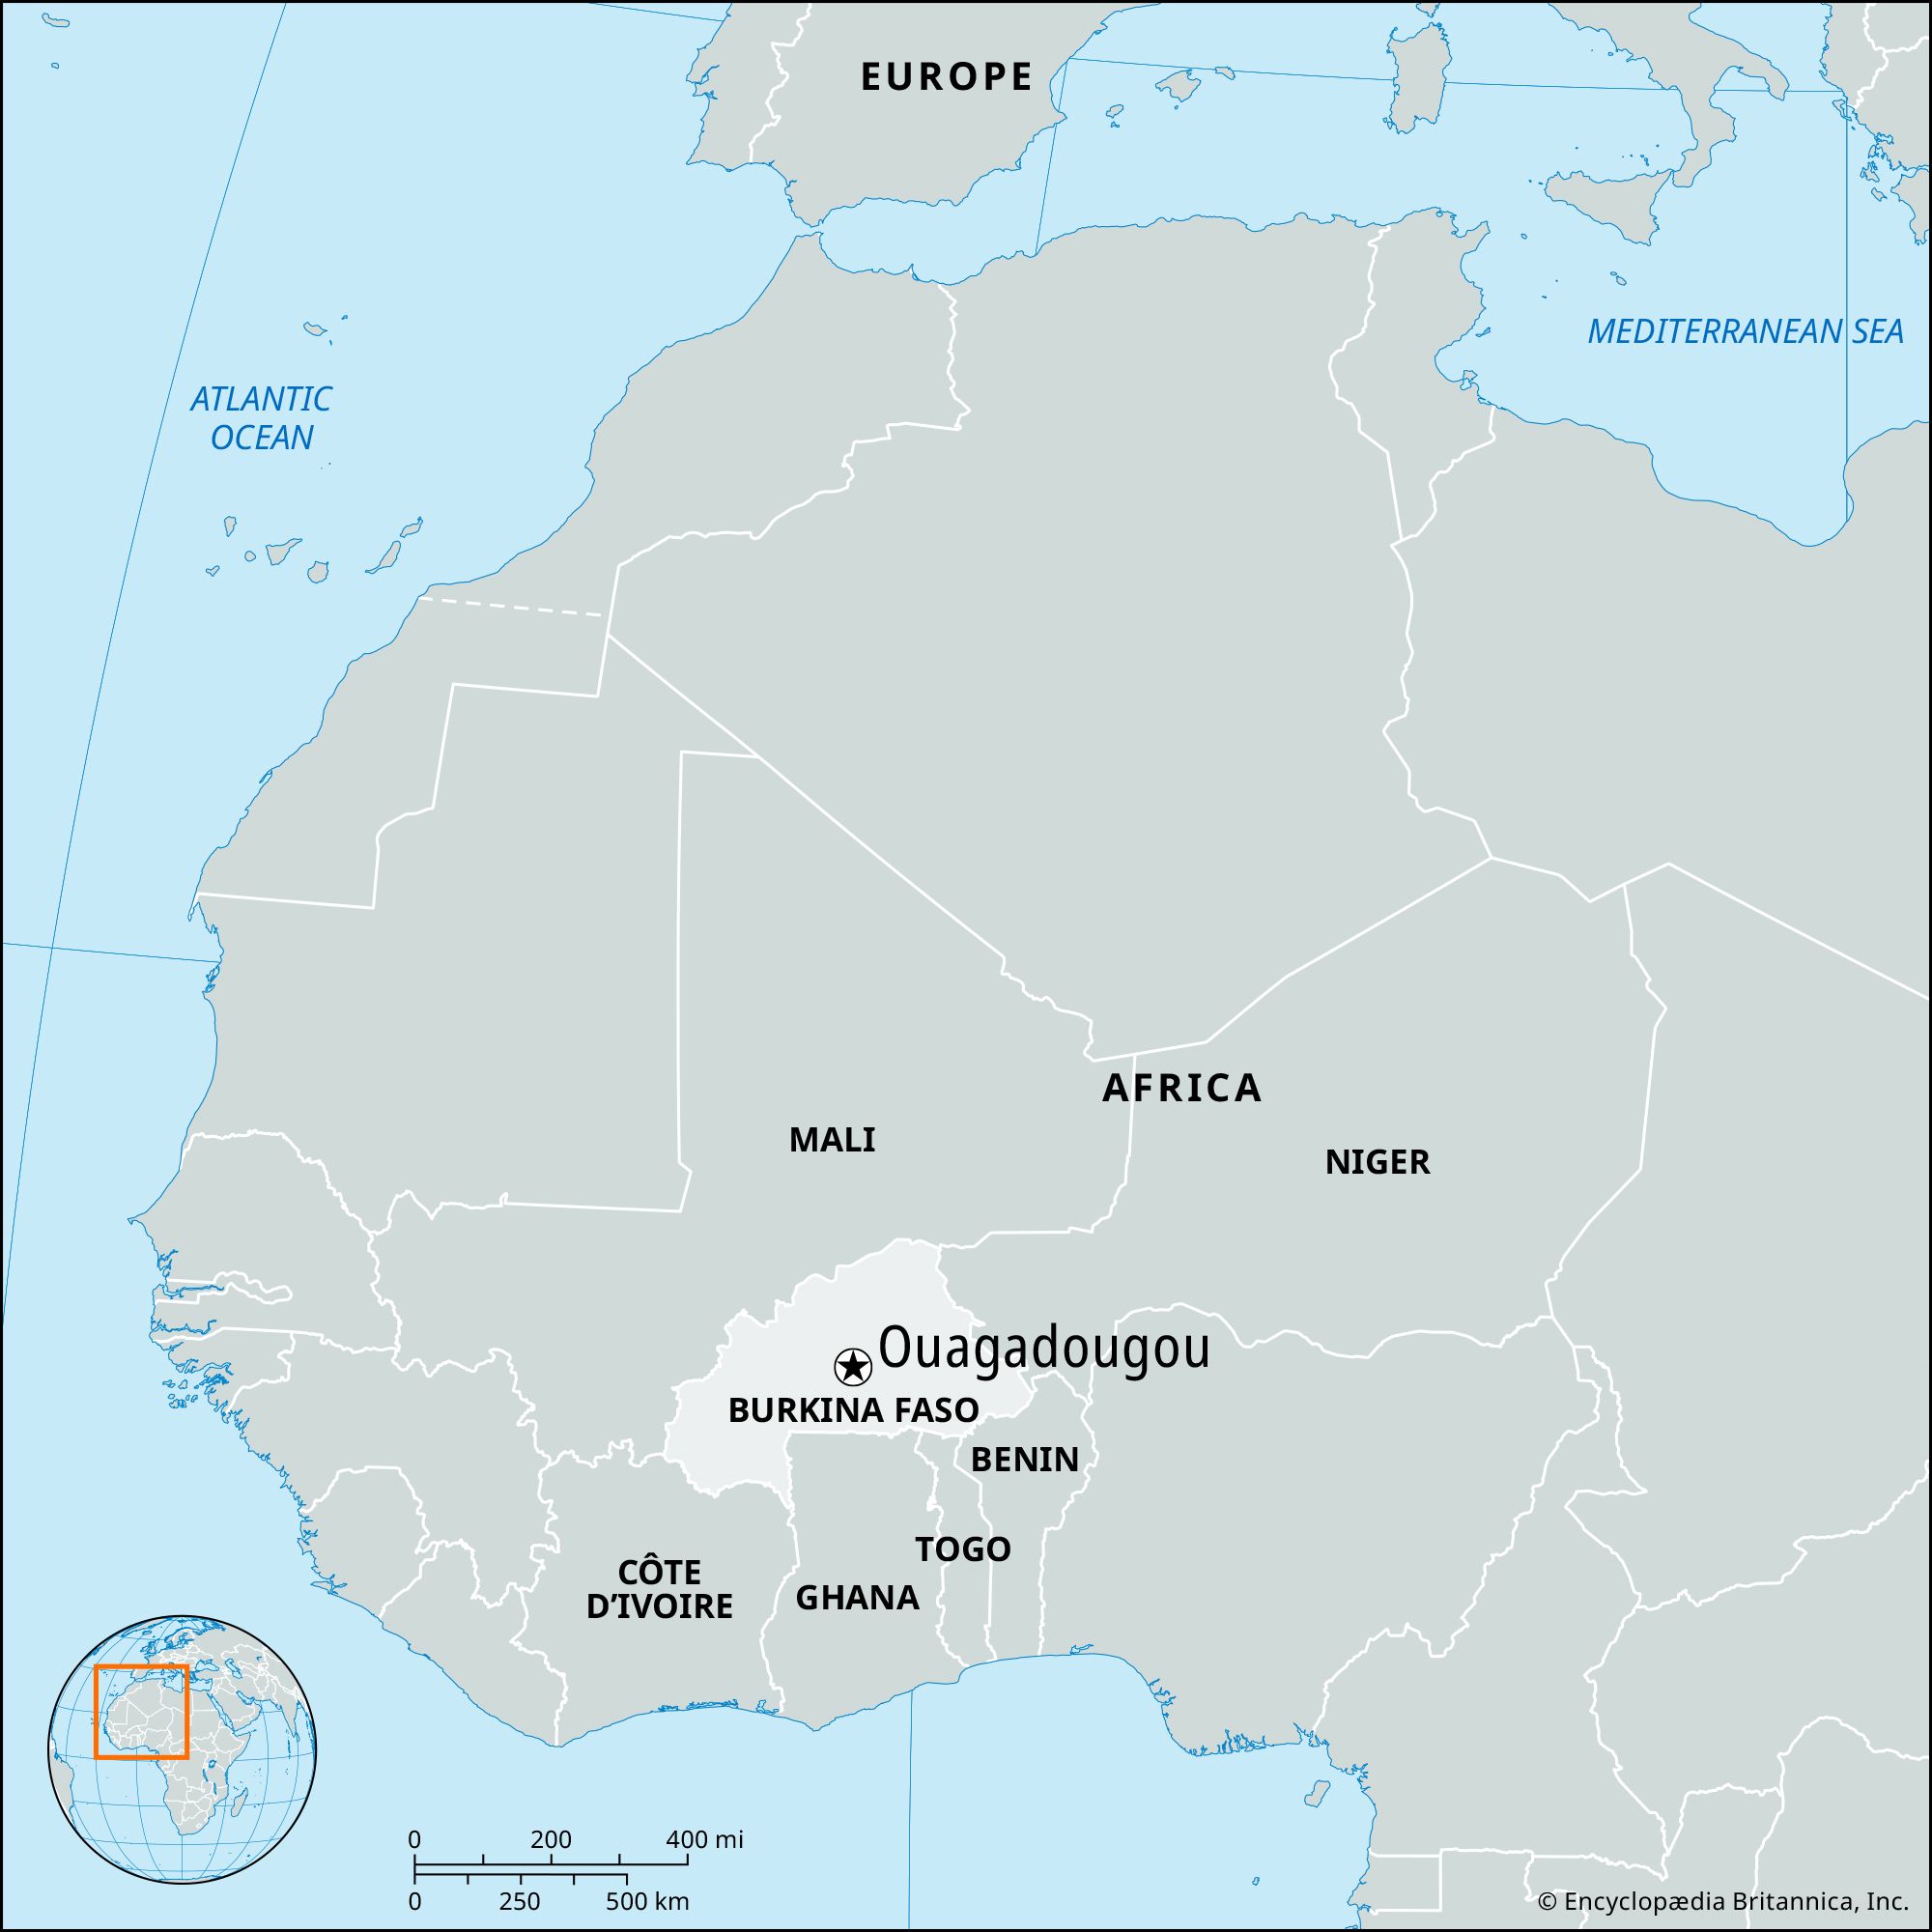 EUROPE
MEDITERRANEAN SEA
ATLANTIC
OCEAN
AFRICA
MALI
NIGER
Ouagadougou
BURKINA FASO
BENIN
TOGO
CÔTE
D’IVOIRE
GHANA
0 200 400 mi
0 250 500 km
© Encyclopædia Britannica, Inc.